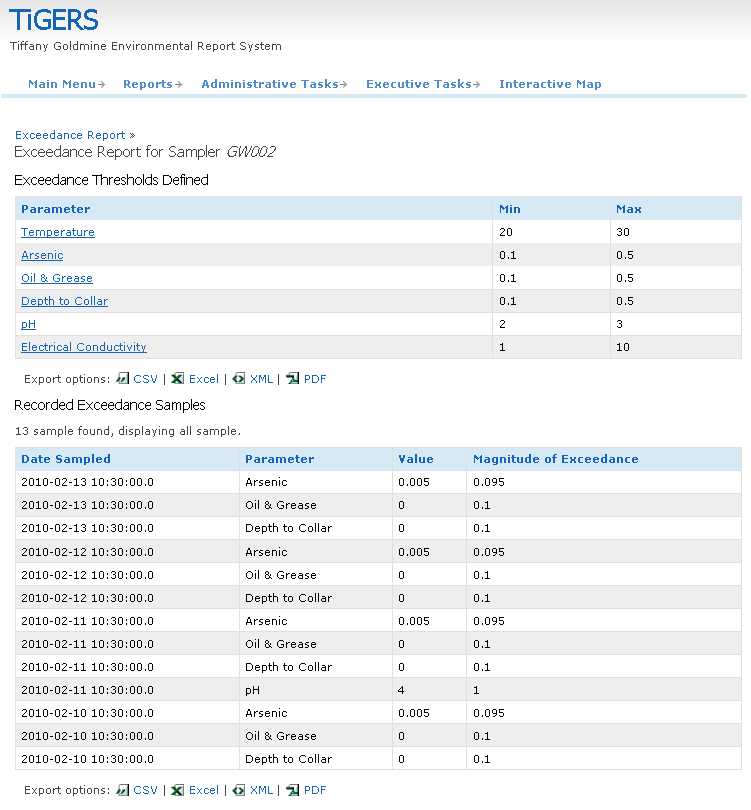 TiGERS
Tiffany Goldmine Environmental Report System
Main Menu Reports Administrative Tasks Executive Tasks Interactive Map
Exceedance Report »
Exceedance Report for Sampler GW002
Exceedance Thresholds Defined
Parameter Min Max
Temperature 20 30
Arsenic 0.1 0.5
Oil & Grease 0.1 0.5
Depth to Collar 0.1 0.5
pH 2 3
Electrical Conductivity 1 10
Export options: CSV | Excel | XML | PDF
Recorded Exceedance Samples
13 sample found, displaying all sample.
Date Sampled Parameter Value Magnitude of Exceedance
2010-02-13 10:30:00.0 Arsenic 0.005 0.095
2010-02-13 10:30:00.0 Oil & Grease 0 0.1
2010-02-13 10:30:00.0 Depth to Collar 0 0.1
2010-02-12 10:30:00.0 Arsenic 0.005 0.095
2010-02-12 10:30:00.0 Oil & Grease 0 0.1
2010-02-12 10:30:00.0 Depth to Collar 0 0.1
2010-02-11 10:30:00.0 Arsenic 0.005 0.095
2010-02-11 10:30:00.0 Oil & Grease 0 0.1
2010-02-11 10:30:00.0 Depth to Collar 0 0.1
2010-02-11 10:30:00.0 pH 4 1
2010-02-10 10:30:00.0 Arsenic 0.005 0.095
2010-02-10 10:30:00.0 Oil & Grease 0 0.1
2010-02-10 10:30:00.0 Depth to Collar 0 0.1
Export options: CSV | Excel | XML | PDF